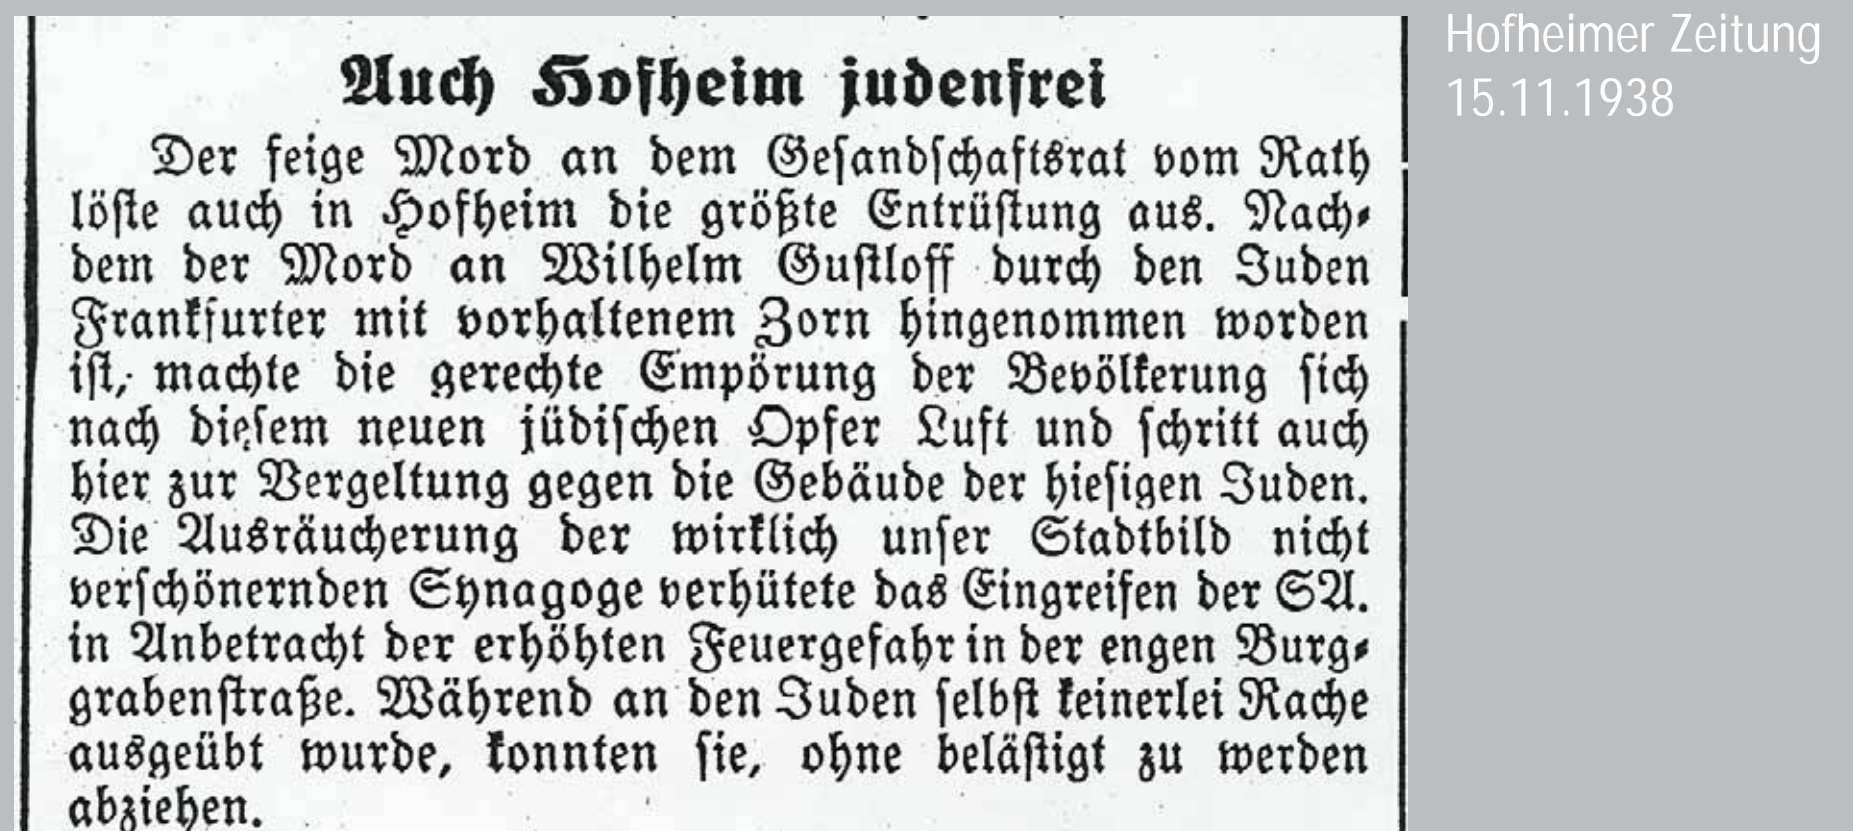 Auch Hofheim judenfrei
Der feige Mord an dem Gesandschaftsrat vom Rath
löste auch in Hofheim die größte Entrüstung aus. Nach-
dem der Mord an Wilhelm Gustloff durch den Juden
Frankfurter mit vorhaltenem Zorn hingenommen worden
ist, machte die gerechte Empörung der Bevölkerung sich
nach diesem neuen jüdischen Opfer Luft und schritt auch
hier zur Vergeltung gegen die Gebäude der hiesigen Juden.
Die Ausräucherung der wirklich unser Stadtbild nicht
verschönernden Synagoge verhütete das Eingreifen der SA.
in Anbetracht der erhöhten Feuergefahr in der engen Burg-
grabenstraße. Während an den Juden selbst keinerlei Rache
ausgeübt wurde, konnten sie, ohne belästigt zu werden
abziehen.
Hofheimer Zeitung
15.11.1938